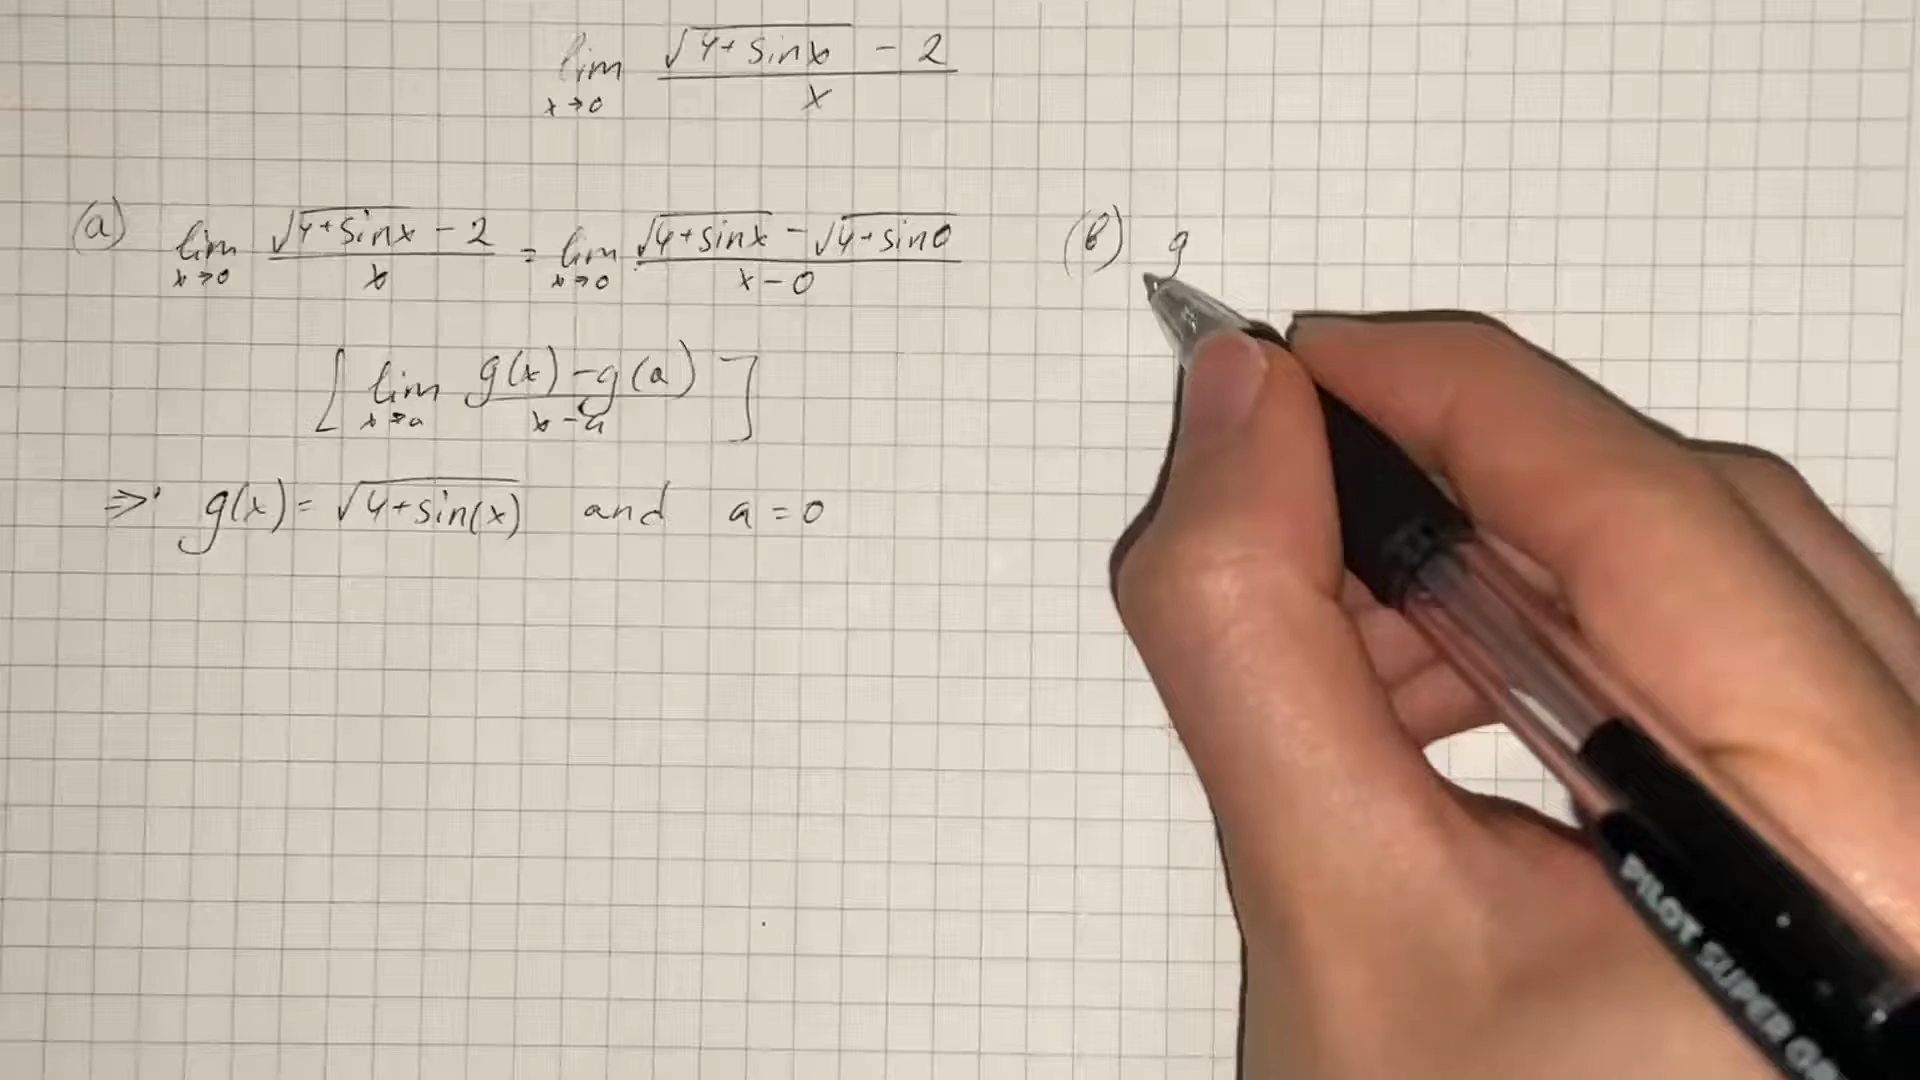 lim x→0 (√(4+sinx) - 2)/x
(a) lim x→0 (√(4+sinx) - 2)/x = lim x→0 (√(4+sinx) - √(4+sin0))/(x-0)
[ lim x→a (g(x)-g(a))/(x-a) ]
⇒ g(x) = √(4+sin(x)) and a = 0
(b) g
PILOT SUPER G